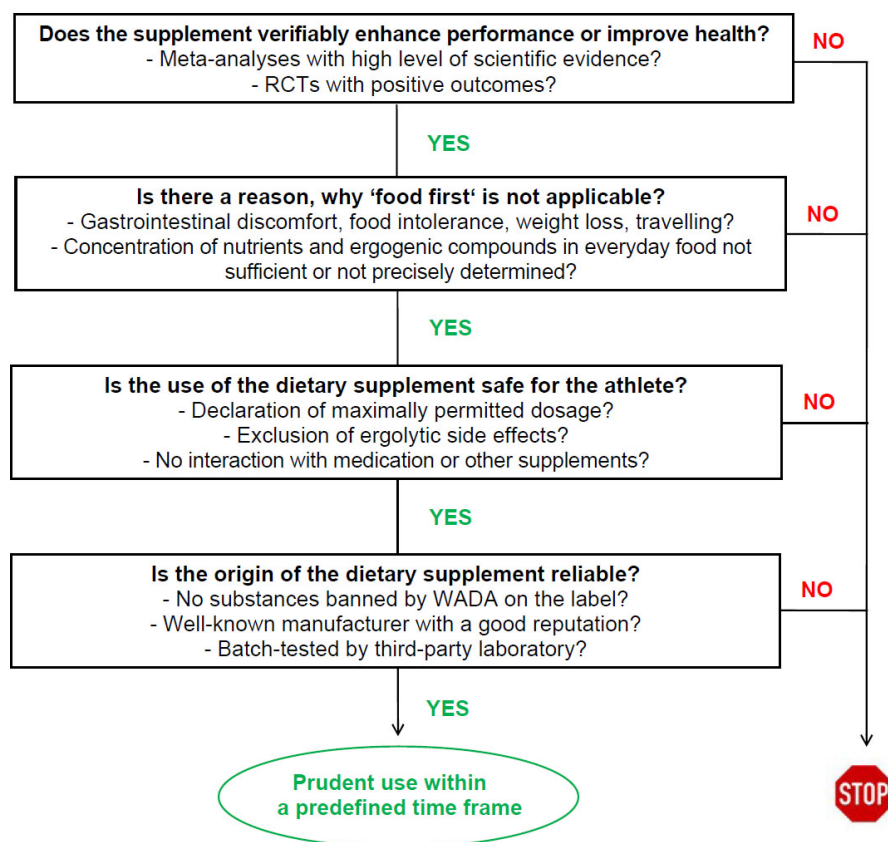 Does the supplement verifiably enhance performance or improve health?
- Meta-analyses with high level of scientific evidence?
- RCTs with positive outcomes?
NO
YES
Is there a reason, why ‘food first‘ is not applicable?
- Gastrointestinal discomfort, food intolerance, weight loss, travelling?
- Concentration of nutrients and ergogenic compounds in everyday food not
sufficient or not precisely determined?
NO
YES
Is the use of the dietary supplement safe for the athlete?
- Declaration of maximally permitted dosage?
- Exclusion of ergolytic side effects?
- No interaction with medication or other supplements?
NO
YES
Is the origin of the dietary supplement reliable?
- No substances banned by WADA on the label?
- Well-known manufacturer with a good reputation?
- Batch-tested by third-party laboratory?
NO
YES
Prudent use within
a predefined time frame
STOP